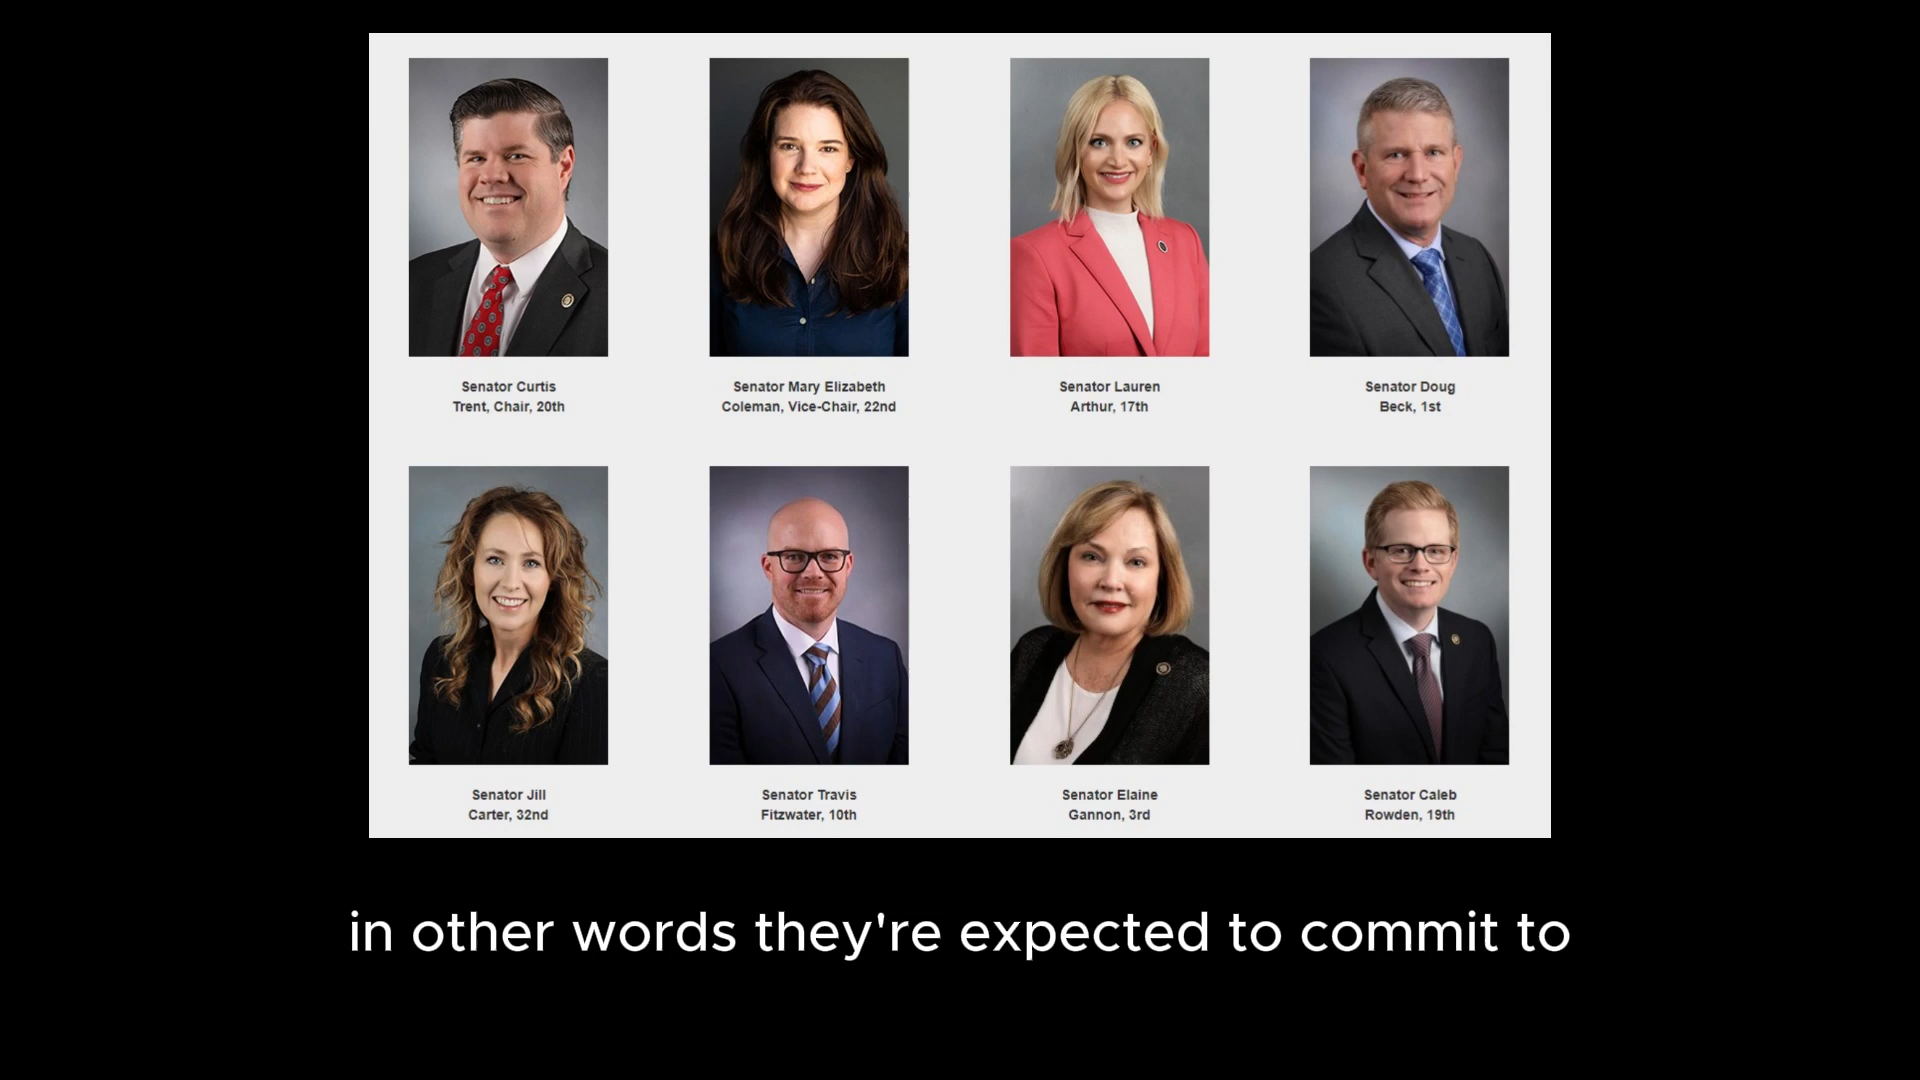 Senator Curtis
Trent, Chair, 20th
Senator Mary Elizabeth
Coleman, Vice-Chair, 22nd
Senator Lauren
Arthur, 17th
Senator Doug
Beck, 1st
Senator Jill
Carter, 32nd
Senator Travis
Fitzwater, 10th
Senator Elaine
Gannon, 3rd
Senator Caleb
Rowden, 19th
in other words they're expected to commit to